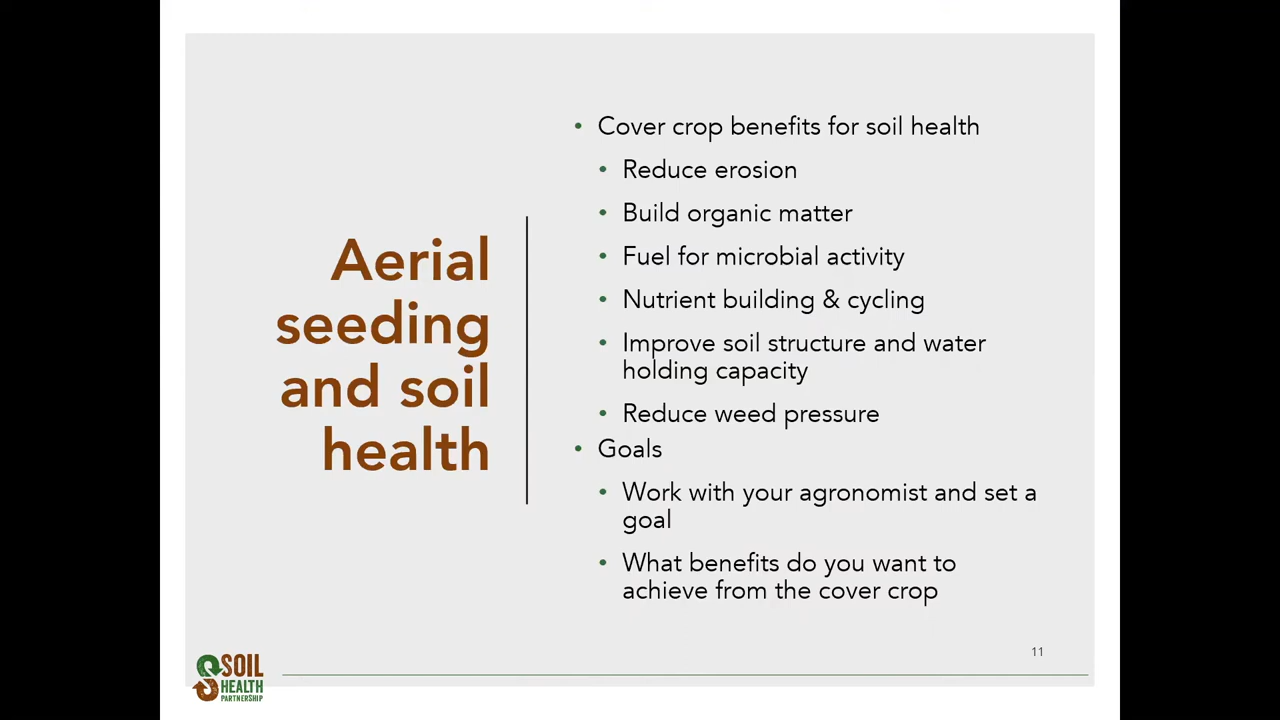 Aerial
seeding
and soil
health
• Cover crop benefits for soil health
• Reduce erosion
• Build organic matter
• Fuel for microbial activity
• Nutrient building & cycling
• Improve soil structure and water
holding capacity
• Reduce weed pressure
• Goals
• Work with your agronomist and set a
goal
• What benefits do you want to
achieve from the cover crop
11
SOIL
HEALTH
PARTNERSHIP